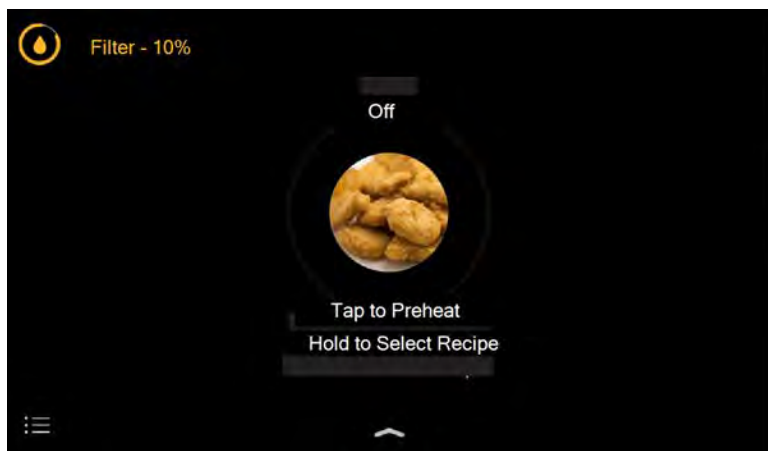 Filter - 10%
Off
Tap to Preheat
Hold to Select Recipe